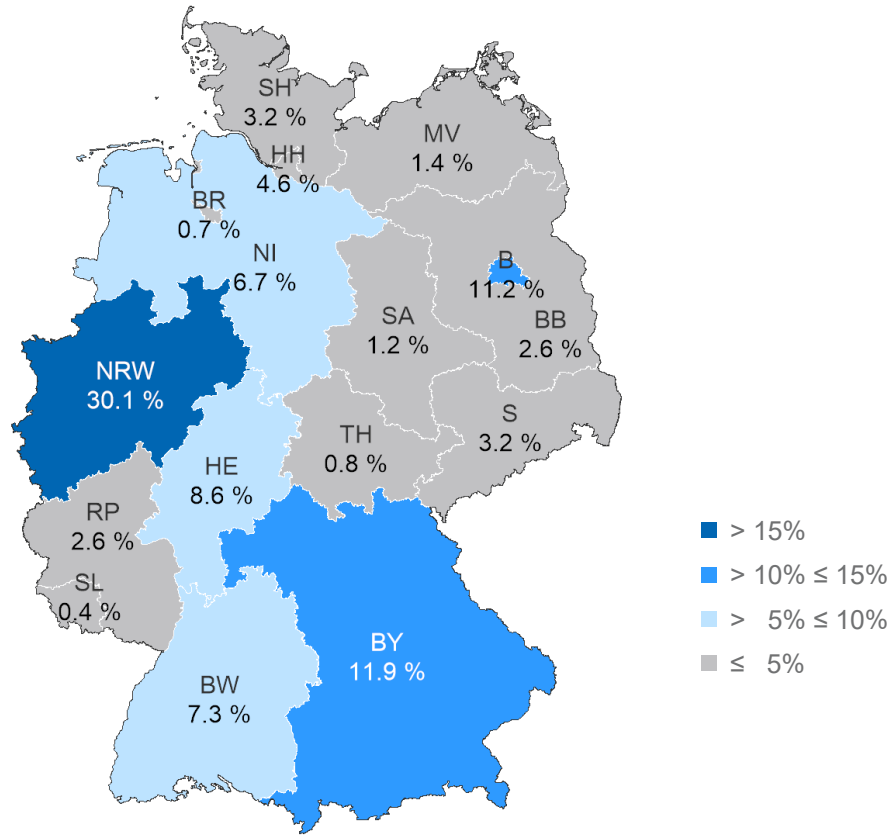 SH
3.2 %
HH
4.6 %
MV
1.4 %
BR
0.7 %
NI
6.7 %
B
11.2 %
BB
2.6 %
SA
1.2 %
NRW
30.1 %
S
3.2 %
TH
0.8 %
HE
8.6 %
RP
2.6 %
SL
0.4 %
BY
11.9 %
BW
7.3 %
> 15%
> 10% ≤ 15%
> 5% ≤ 10%
≤ 5%